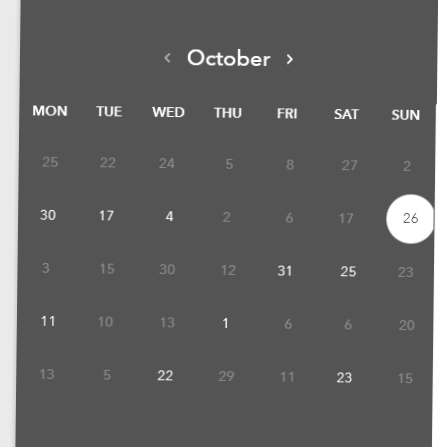 ‹ October ›
MON TUE WED THU FRI SAT SUN
25 22 24 5 8 27 2
30 17 4 2 6 17 26
3 15 30 12 31 25 23
11 10 13 1 6 6 20
13 5 22 29 11 23 15